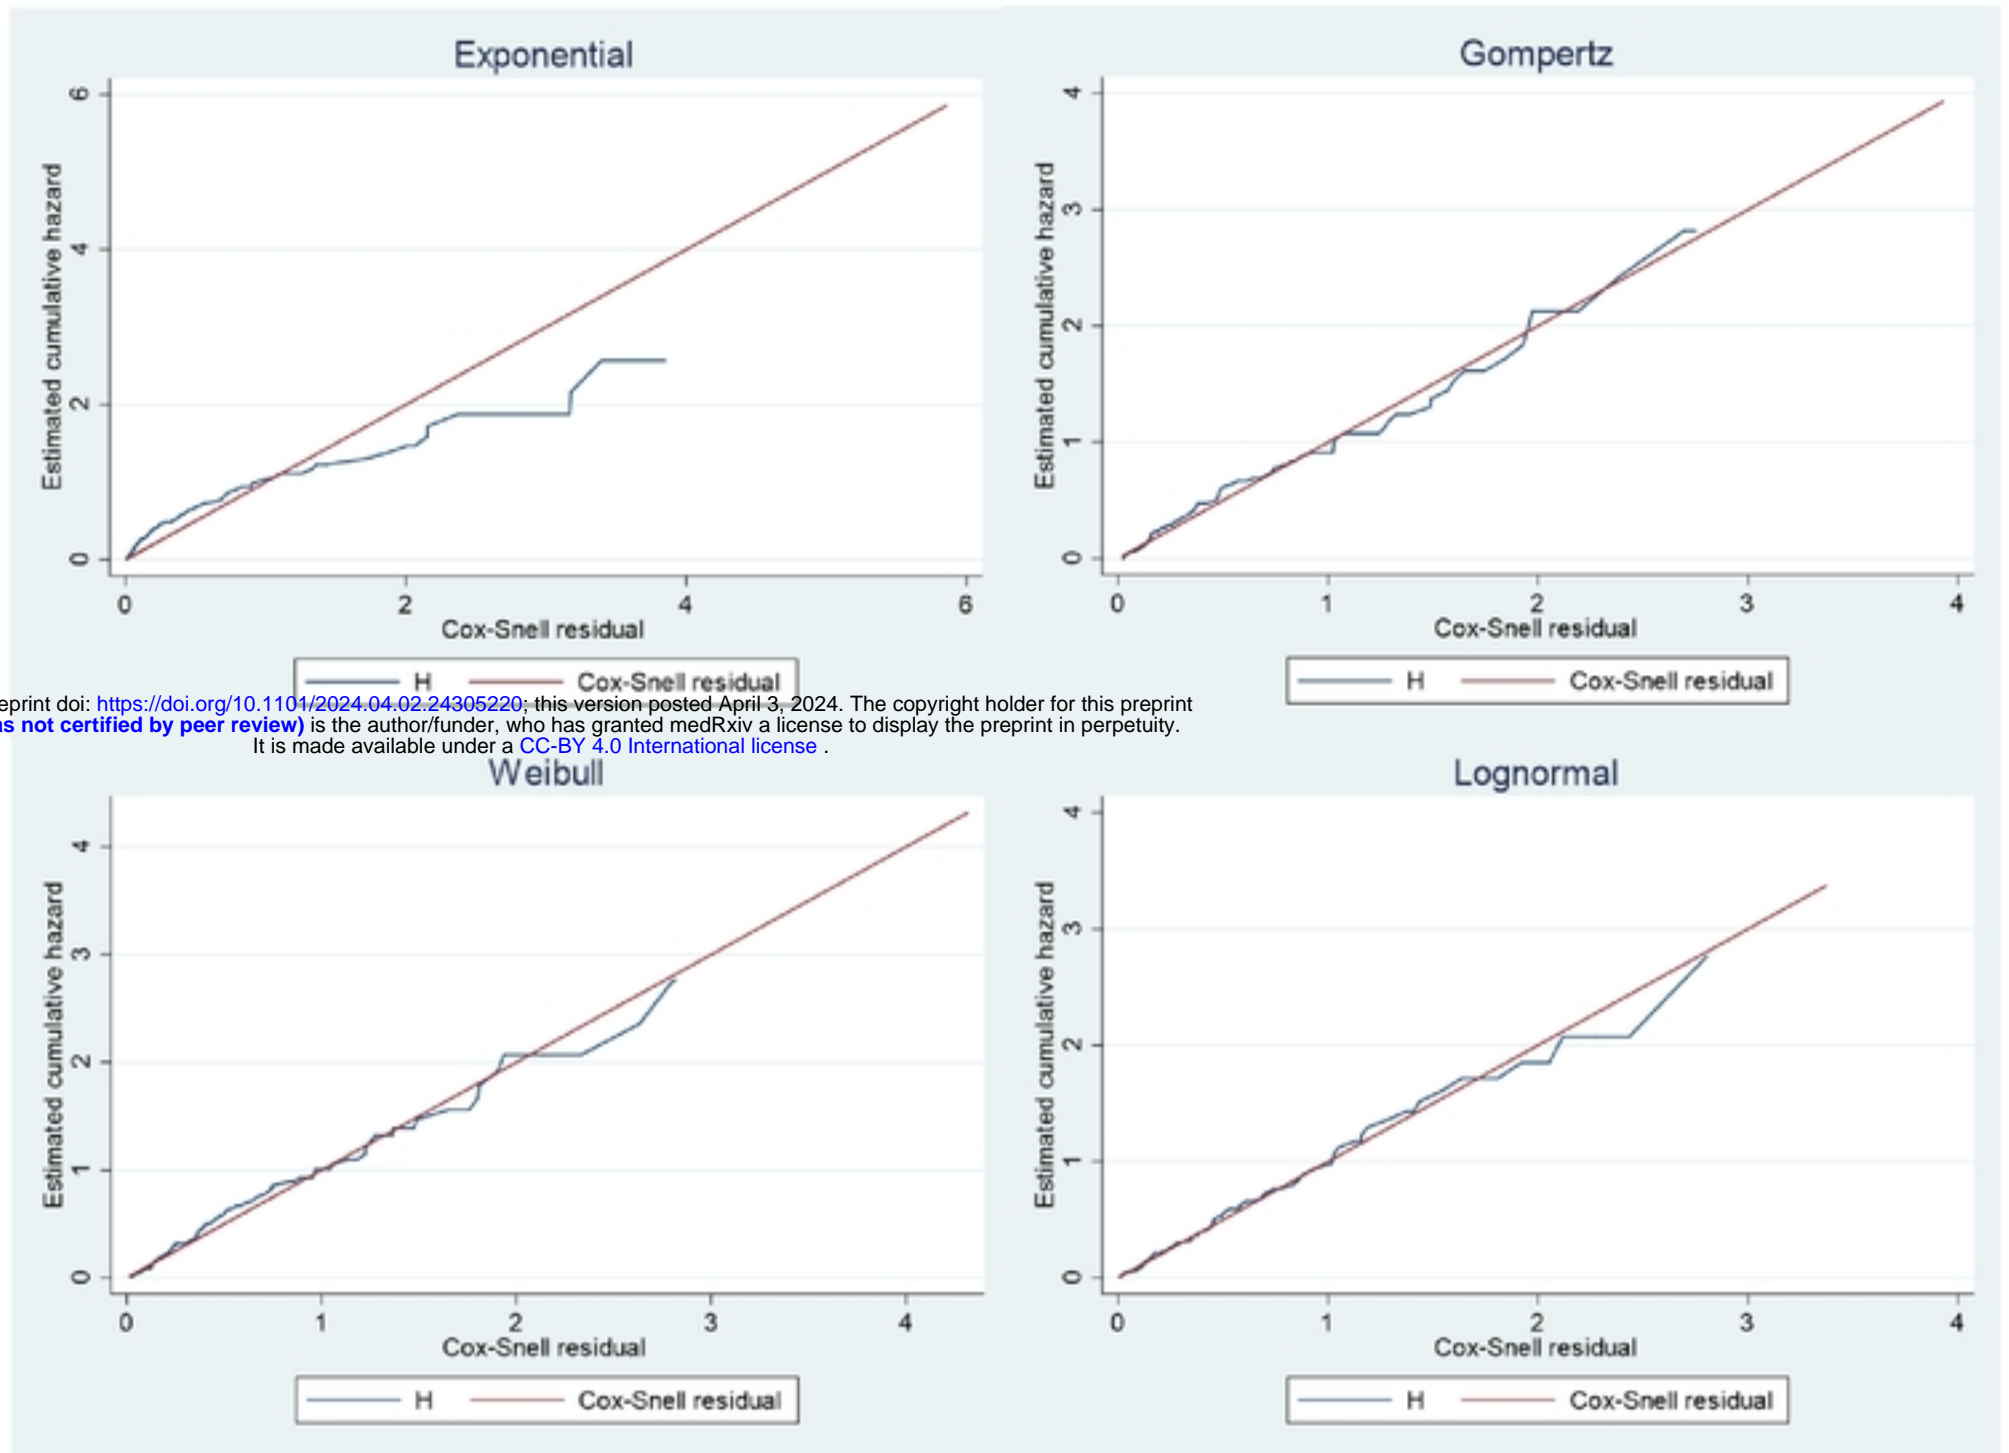 Exponential
Estimated cumulative hazard
6
4
2
0
0 2 4 6
Cox-Snell residual
H Cox-Snell residual
Gompertz
Estimated cumulative hazard
4
3
2
1
0
0 1 2 3 4
Cox-Snell residual
H Cox-Snell residual
eprint doi: https://doi.org/10.1101/2024.04.02.24305220; this version posted April 3, 2024. The copyright holder for this preprint
s not certified by peer review) is the author/funder, who has granted medRxiv a license to display the preprint in perpetuity.
It is made available under a CC-BY 4.0 International license .
Weibull
Estimated cumulative hazard
4
3
2
1
0
0 1 2 3 4
Cox-Snell residual
H Cox-Snell residual
Lognormal
Estimated cumulative hazard
4
3
2
1
0
0 1 2 3 4
Cox-Snell residual
H Cox-Snell residual